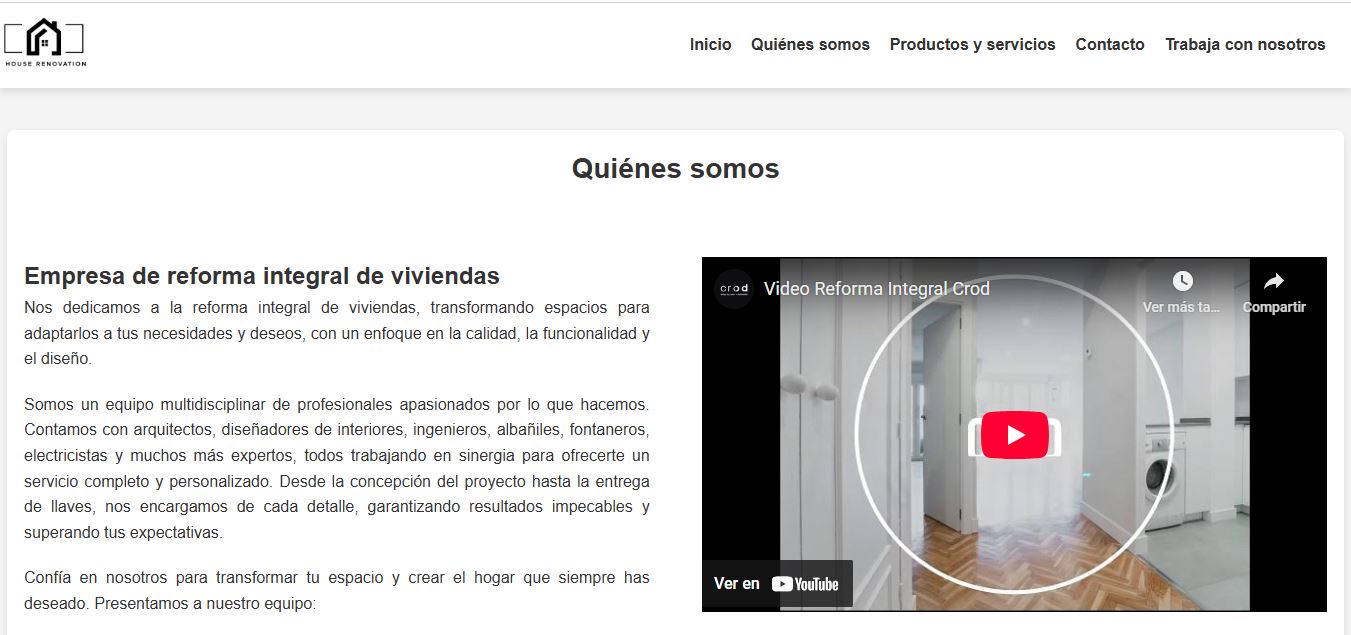 HOUSE RENOVATION
Inicio Quiénes somos Productos y servicios Contacto Trabaja con nosotros
Quiénes somos
Empresa de reforma integral de viviendas
Nos dedicamos a la reforma integral de viviendas, transformando espacios para
adaptarlos a tus necesidades y deseos, con un enfoque en la calidad, la funcionalidad y
el diseño.
Somos un equipo multidisciplinar de profesionales apasionados por lo que hacemos.
Contamos con arquitectos, diseñadores de interiores, ingenieros, albañiles, fontaneros,
electricistas y muchos más expertos, todos trabajando en sinergia para ofrecerte un
servicio completo y personalizado. Desde la concepción del proyecto hasta la entrega
de llaves, nos encargamos de cada detalle, garantizando resultados impecables y
superando tus expectativas.
Confía en nosotros para transformar tu espacio y crear el hogar que siempre has
deseado. Presentamos a nuestro equipo:
crod
Video Reforma Integral Crod
Ver más ta...
Compartir
Ver en YouTube